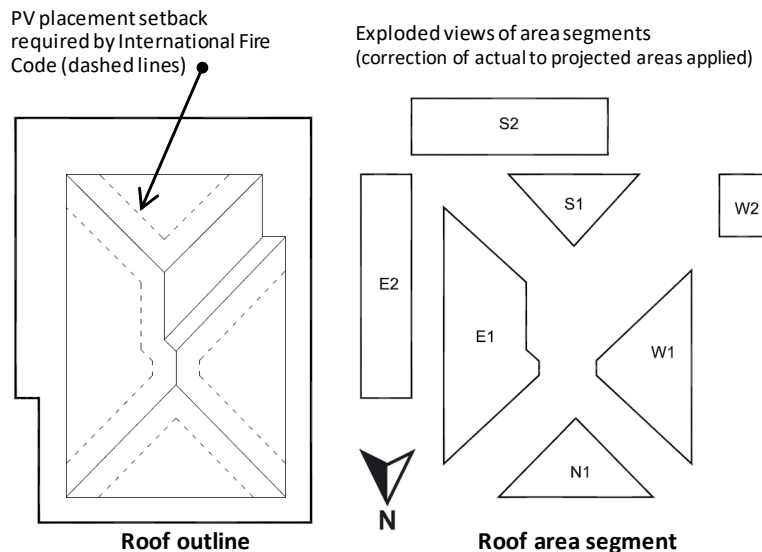 PV placement setback
required by International Fire
Code (dashed lines)
Exploded views of area segments
(correction of actual to projected areas applied)
S2
S1
W2
E2
E1
W1
N1
N
Roof outline
Roof area segment